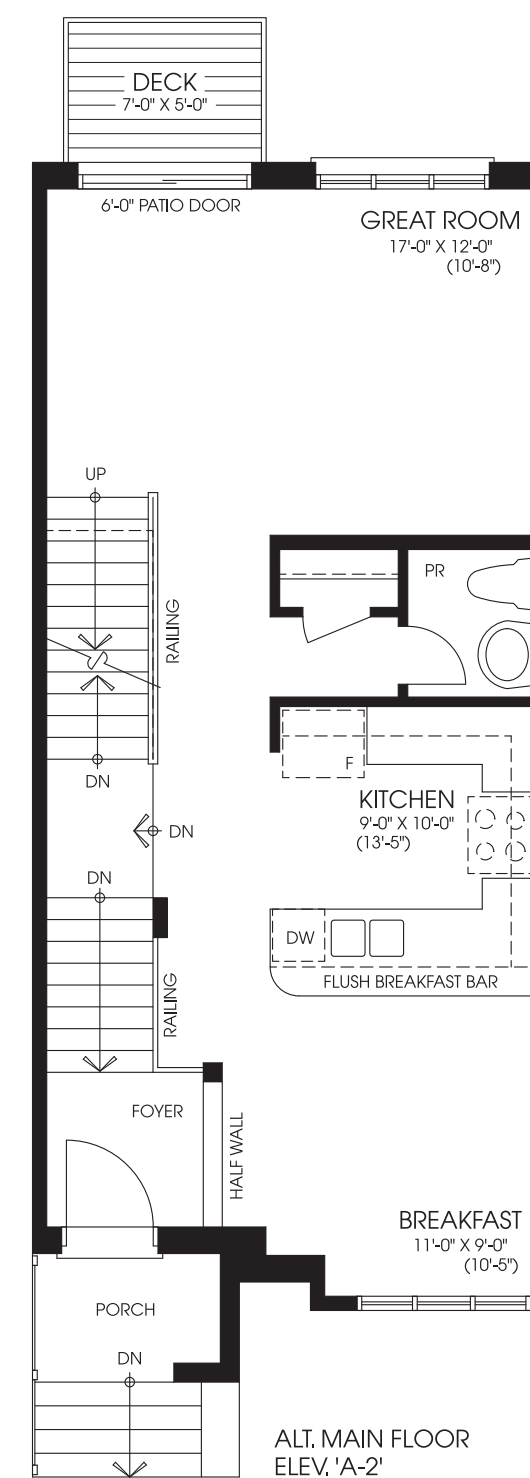 DECK
7'-0" X 5'-0"
6'-0" PATIO DOOR
GREAT ROOM
17'-0" X 12'-0"
(10'-8")
UP
RAILING
PR
DN
F
KITCHEN
9'-0" X 10'-0"
(13'-5")
DN
DN
DW
FLUSH BREAKFAST BAR
RAILING
FOYER
HALF WALL
BREAKFAST
11'-0" X 9'-0"
(10'-5")
PORCH
DN
ALT. MAIN FLOOR
ELEV. 'A-2'